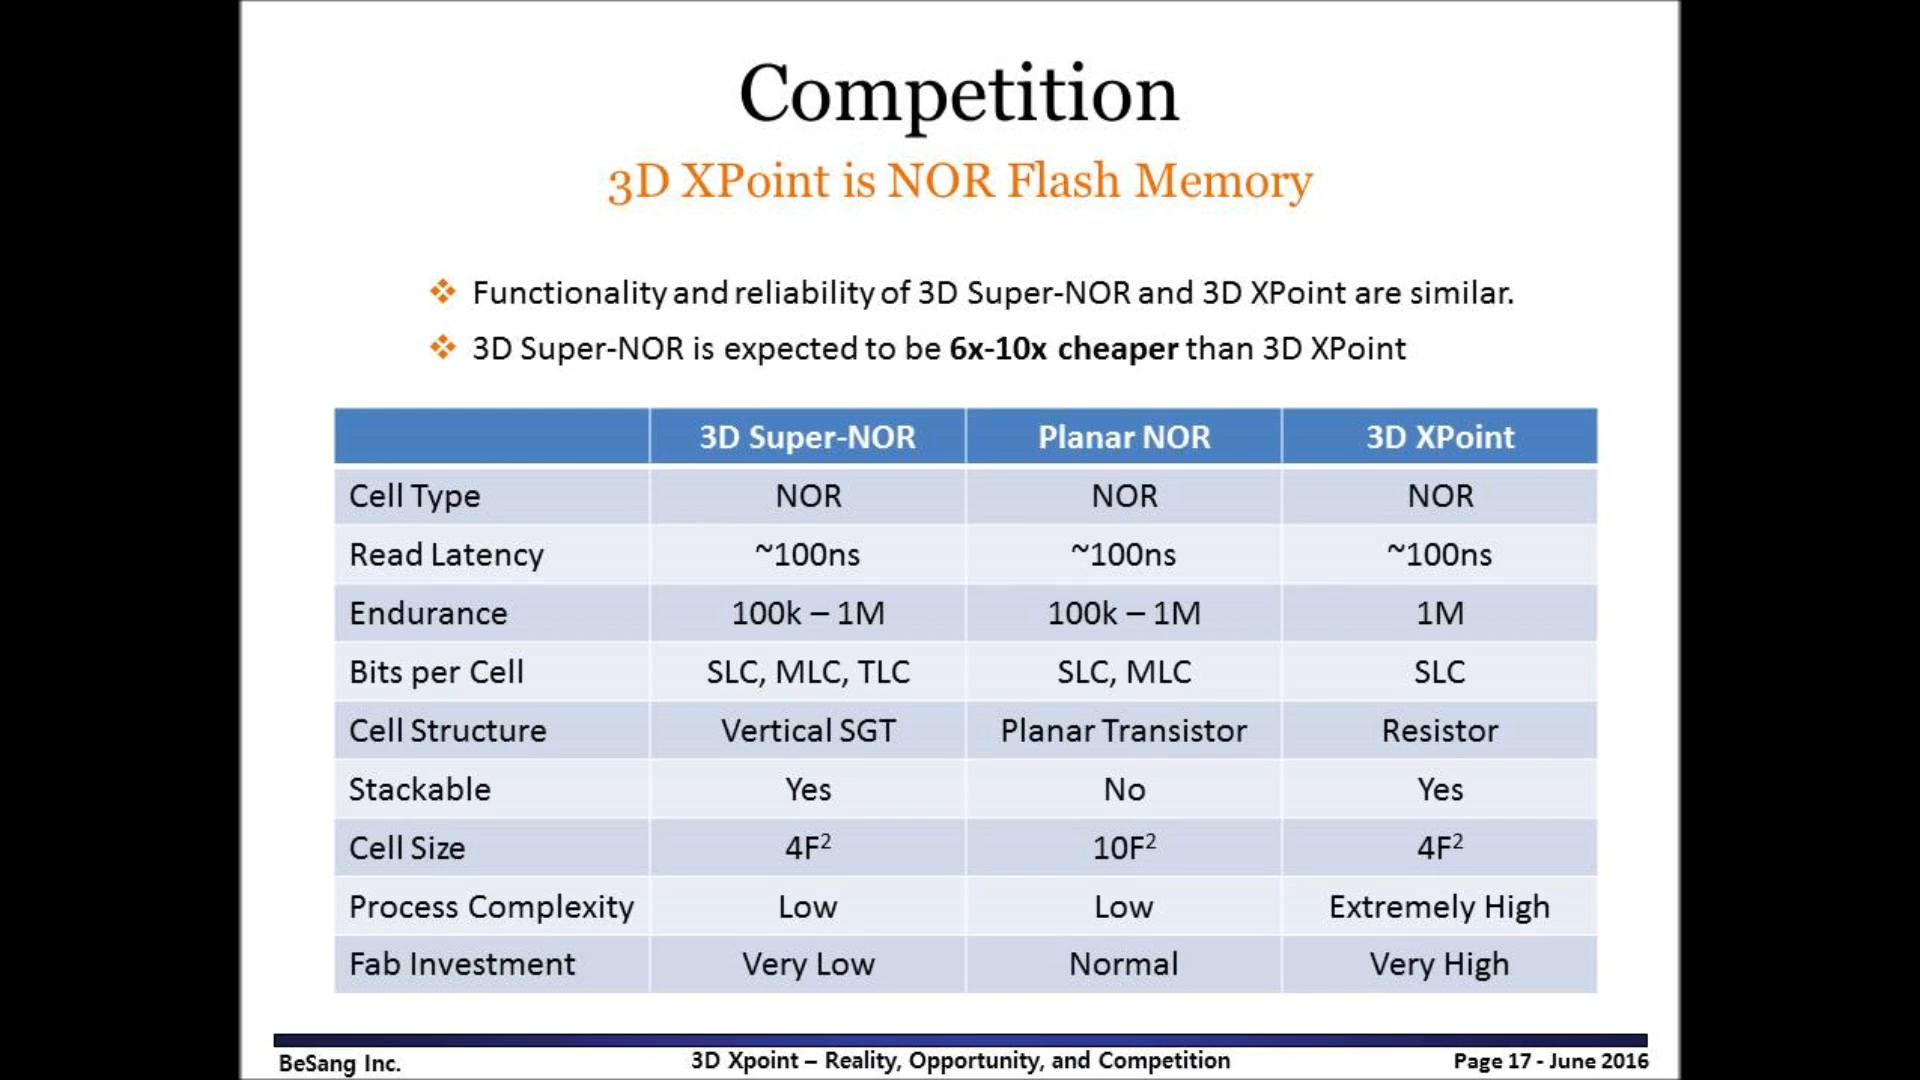 Competition
3D XPoint is NOR Flash Memory
❖ Functionality and reliability of 3D Super-NOR and 3D XPoint are similar.
❖ 3D Super-NOR is expected to be 6x-10x cheaper than 3D XPoint
3D Super-NOR Planar NOR 3D XPoint
Cell Type NOR NOR NOR
Read Latency ~100ns ~100ns ~100ns
Endurance 100k – 1M 100k – 1M 1M
Bits per Cell SLC, MLC, TLC SLC, MLC SLC
Cell Structure Vertical SGT Planar Transistor Resistor
Stackable Yes No Yes
Cell Size 4F² 10F² 4F²
Process Complexity Low Low Extremely High
Fab Investment Very Low Normal Very High
BeSang Inc. 3D Xpoint – Reality, Opportunity, and Competition Page 17 - June 2016